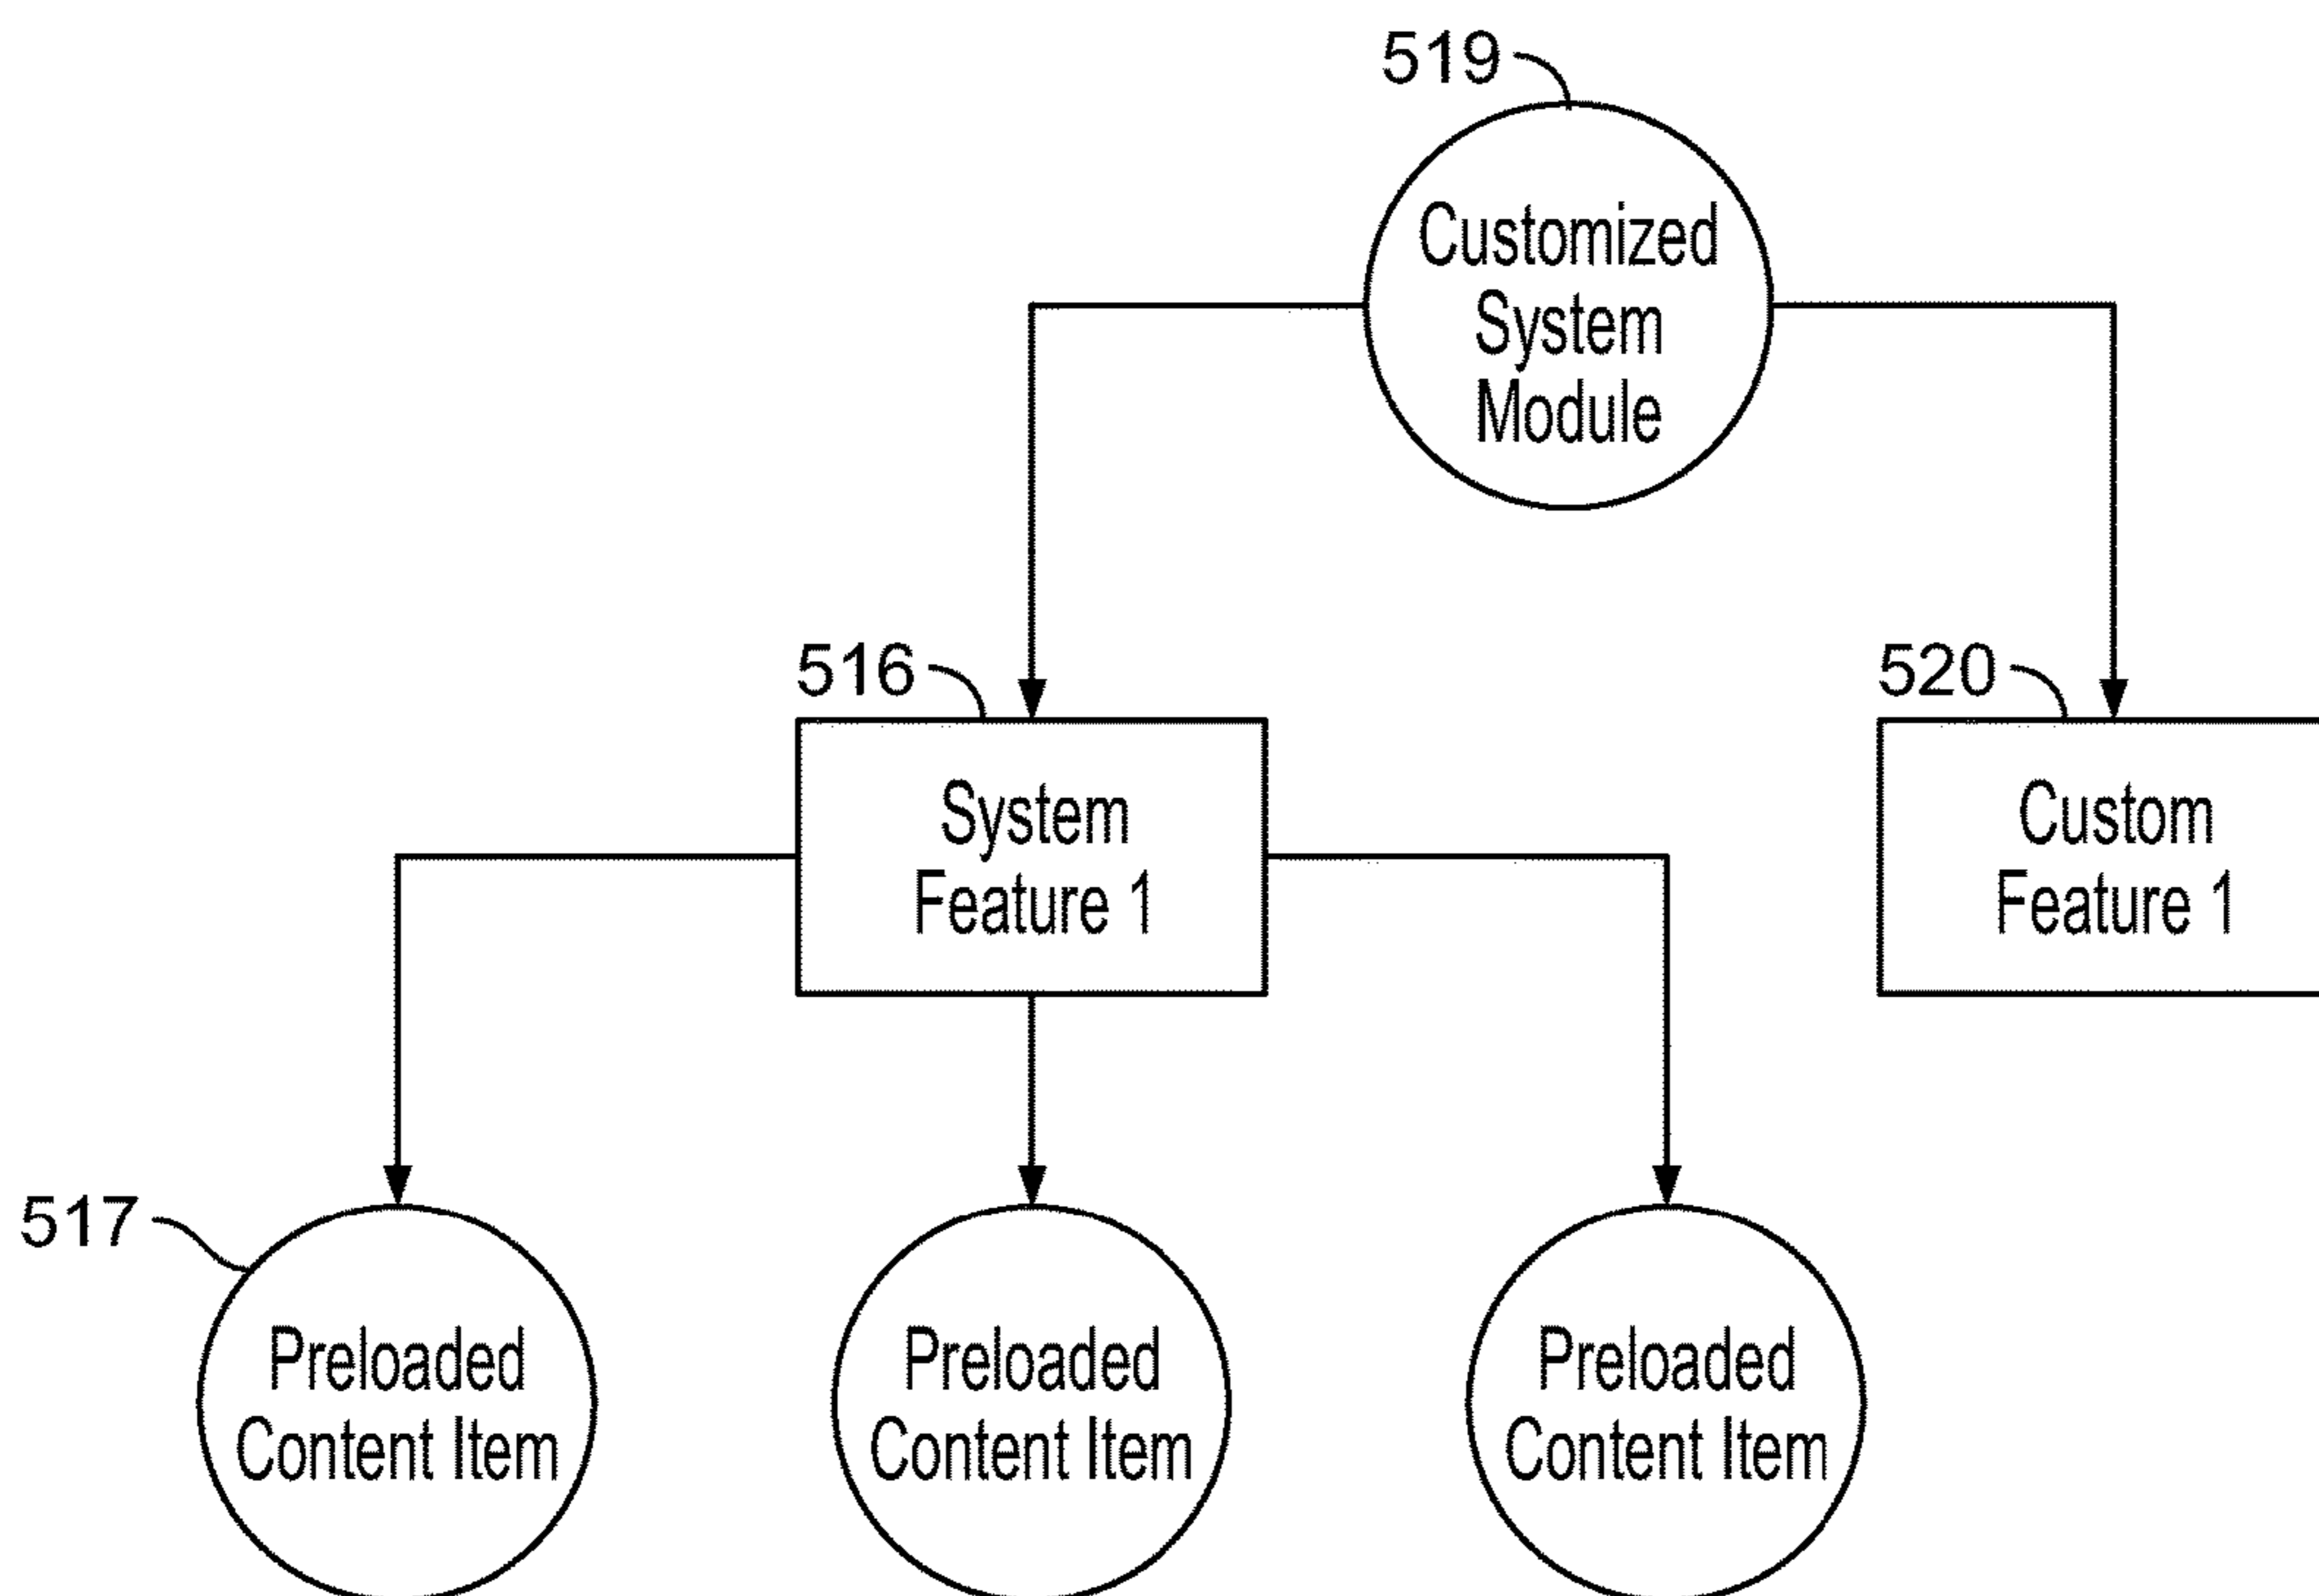 519
Customized
System
Module
516
System
Feature 1
520
Custom
Feature 1
517
Preloaded
Content Item
Preloaded
Content Item
Preloaded
Content Item